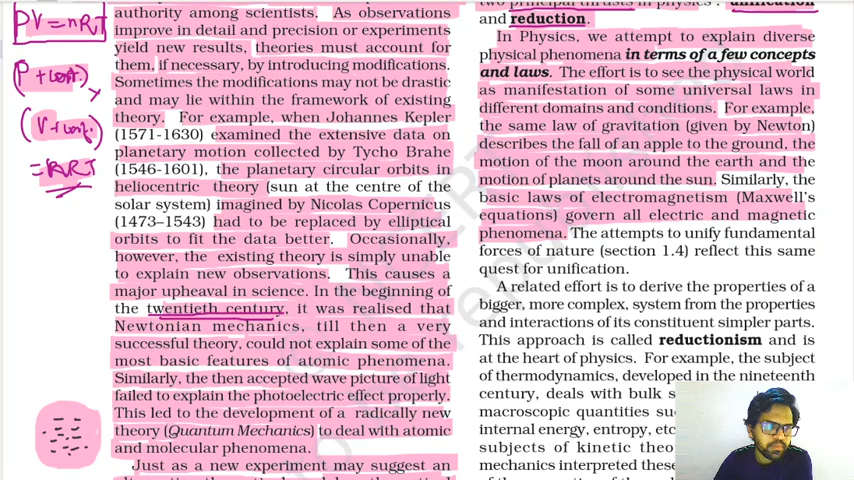 PV = nRT
(P + corr.)
(V + corr.)
= nRT
authority among scientists. As observations
improve in detail and precision or experiments
yield new results, theories must account for
them, if necessary, by introducing modifications.
Sometimes the modifications may not be drastic
and may lie within the framework of existing
theory. For example, when Johannes Kepler
(1571-1630) examined the extensive data on
planetary motion collected by Tycho Brahe
(1546-1601), the planetary circular orbits in
heliocentric theory (sun at the centre of the
solar system) imagined by Nicolas Copernicus
(1473–1543) had to be replaced by elliptical
orbits to fit the data better. Occasionally,
however, the existing theory is simply unable
to explain new observations. This causes a
major upheaval in science. In the beginning of
the twentieth century, it was realised that
Newtonian mechanics, till then a very
successful theory, could not explain some of the
most basic features of atomic phenomena.
Similarly, the then accepted wave picture of light
failed to explain the photoelectric effect properly.
This led to the development of a radically new
theory (Quantum Mechanics) to deal with atomic
and molecular phenomena.
Just as a new experiment may suggest an
two principal thrusts in physics : unification
and reduction.
In Physics, we attempt to explain diverse
physical phenomena in terms of a few concepts
and laws. The effort is to see the physical world
as manifestation of some universal laws in
different domains and conditions. For example,
the same law of gravitation (given by Newton)
describes the fall of an apple to the ground, the
motion of the moon around the earth and the
motion of planets around the sun. Similarly, the
basic laws of electromagnetism (Maxwell's
equations) govern all electric and magnetic
phenomena. The attempts to unify fundamental
forces of nature (section 1.4) reflect this same
quest for unification.
A related effort is to derive the properties of a
bigger, more complex, system from the properties
and interactions of its constituent simpler parts.
This approach is called reductionism and is
at the heart of physics. For example, the subject
of thermodynamics, developed in the nineteenth
century, deals with bulk
macroscopic quantities
internal energy, entropy,
subjects of kinetic
mechanics interpreted